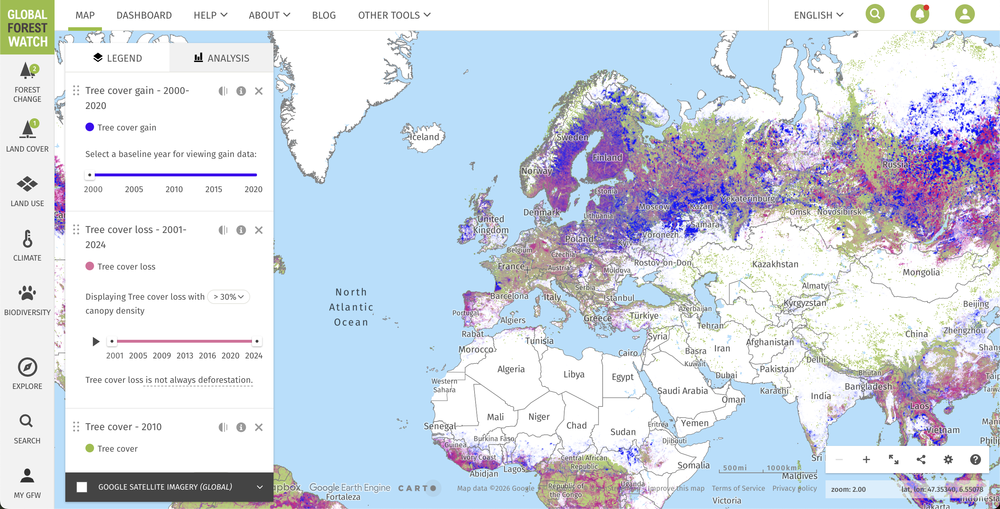 GLOBAL
FOREST
WATCH
MAP
DASHBOARD
HELP
ABOUT
BLOG
OTHER TOOLS
ENGLISH
2
FOREST
CHANGE
1
LAND COVER
LAND USE
CLIMATE
BIODIVERSITY
EXPLORE
SEARCH
MY GFW
LEGEND
ANALYSIS
Tree cover gain - 2000-
2020
Tree cover gain
Select a baseline year for viewing gain data:
2000 2005 2010 2015 2020
Tree cover loss - 2001-
2024
Tree cover loss
Displaying Tree cover loss with > 30%
canopy density
2001 2005 2009 2013 2016 2020 2024
Tree cover loss is not always deforestation.
Tree cover - 2010
Tree cover
GOOGLE SATELLITE IMAGERY (GLOBAL)
Iceland
Sweden
Finland
Norway
Russia
Estonia
Yekaterinburg
Moscow
Kazan
Denmark
Lithuania
Omsk
Novosibirsk
United
Kingdom
Samara
Voronezh
Poland
Kyiv
Belgium
Czechia
France
Austria
Moldova
Rostov-on-Don
Kazakhstan
Mongolia
North
Atlantic
Ocean
Serbia
Almaty
Barcelona
Italy
Istanbul
Kyrgyzstan
Beijing
Portugal
Azerbaijan
Algiers
Greece
Türkiye
Tehran
Zhengzhou
Rabat
Syria
China
Tunisia
Afghanistan
Morocco
Cairo
Basra
Iran
Shang
Kuwait
Delhi
Algeria
Libya
Egypt
Pakistan
Bhutan
Dubai
Taip
Western
Sahara
Saudi Arabia
Karachi
Bangladesh
Taiwa
India
Oman
Laos
Mali
Niger
Chad
Yemen
Eritrea
Mani
Senegal
Sudan
Vietnam
Burkina Faso
Djibouti
Philip
Guinea
Ivory Coast
Central African
Republic
Sri
Somalia
Abidjan
Lagos
500mi
1000km
Maldives
Uganda
Republic of
the Congo
apbox
Google Earth Engine
CARTO
Map data ©2026 Google
Improve this map
Terms of Service
Privacy policy
zoom: 2.00
lat, lon: 47.35340, 6.55078
Fortaleza
Victoria
Indonesia
Jakarta
Car